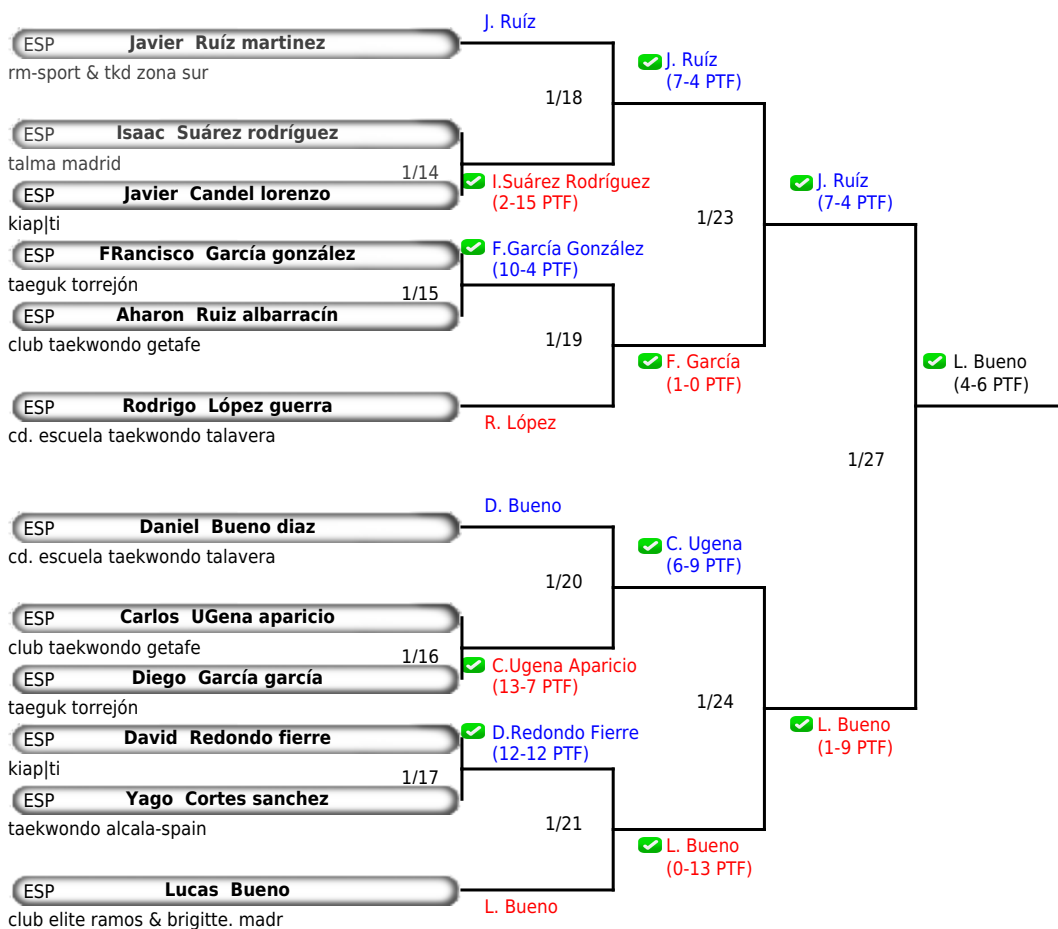 J. Ruíz
ESP Javier Ruíz martinez
rm-sport & tkd zona sur
J. Ruíz
(7-4 PTF)
1/18
ESP Isaac Suárez rodríguez
talma madrid
1/14
I.Suárez Rodríguez
(2-15 PTF)
ESP Javier Candel lorenzo
kiap|ti
J. Ruíz
(7-4 PTF)
1/23
ESP FRancisco García gonzález
taeguk torrejón
F.García González
(10-4 PTF)
1/15
ESP Aharon Ruiz albarracín
club taekwondo getafe
1/19
F. García
(1-0 PTF)
L. Bueno
(4-6 PTF)
ESP Rodrigo López guerra
cd. escuela taekwondo talavera
R. López
1/27
D. Bueno
ESP Daniel Bueno diaz
cd. escuela taekwondo talavera
C. Ugena
(6-9 PTF)
1/20
ESP Carlos UGena aparicio
club taekwondo getafe
1/16
C.Ugena Aparicio
(13-7 PTF)
ESP Diego García garcía
taeguk torrejón
1/24
L. Bueno
(1-9 PTF)
ESP David Redondo fierre
kiap|ti
D.Redondo Fierre
(12-12 PTF)
1/17
ESP Yago Cortes sanchez
taekwondo alcala-spain
1/21
L. Bueno
(0-13 PTF)
ESP Lucas Bueno
club elite ramos & brigitte. madr
L. Bueno